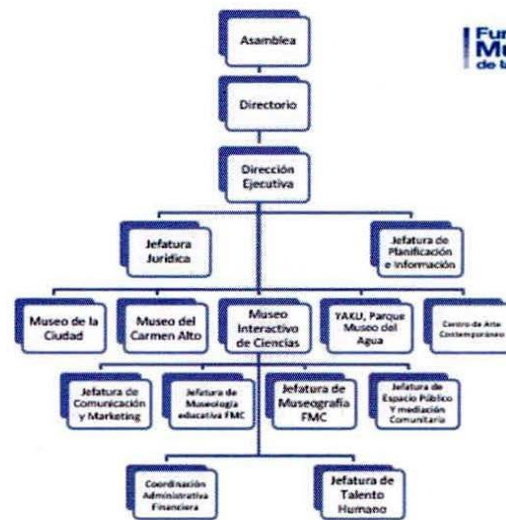 Asamblea
Directorio
Dirección
Ejecutiva
Jefatura
Jurídica
Jefatura de
Planificación
e Información
Museo de la
Ciudad
Museo del
Carmen Alto
Museo
Interactivo
de Ciencias
YAKU, Parque
Museo del
Agua
Centro de Arte
Contemporáneo
Jefatura de
Comunicación
y Marketing
Jefatura de
Museología
educativa FMC
Jefatura de
Museografía
FMC
Jefatura de
Espacio Público
Y mediación
Comunitaria
Coordinación
Administrativa
Financiera
Jefatura de
Talento
Humano
de la